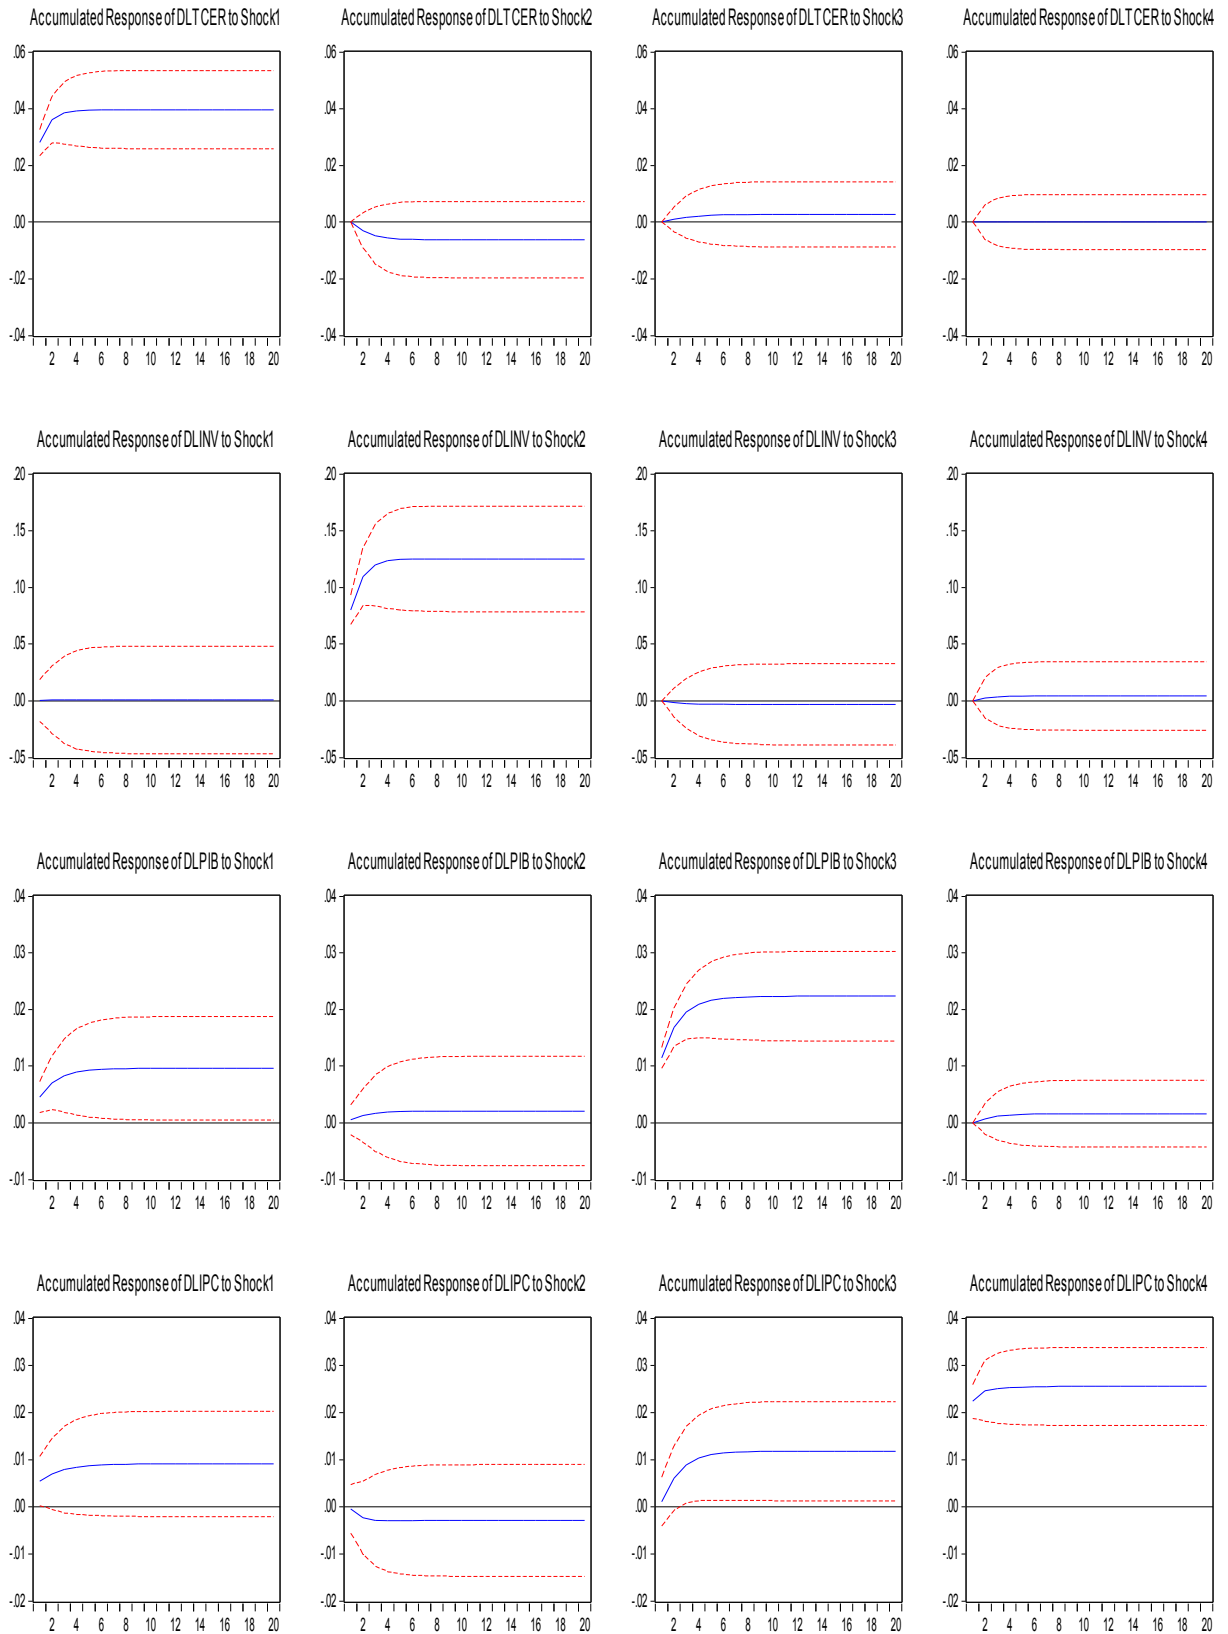 Accumulated Response of DLTCER to Shock1 Accumulated Response of DLTCER to Shock2 Accumulated Response of DLTCER to Shock3 Accumulated Response of DLTCER to Shock4
.06 .06 .06 .06
.04 .04 .04 .04
.02 .02 .02 .02
.00 .00 .00 .00
-.02 -.02 -.02 -.02
-.04 -.04 -.04 -.04
2 4 6 8 10 12 14 16 18 20 2 4 6 8 10 12 14 16 18 20 2 4 6 8 10 12 14 16 18 20 2 4 6 8 10 12 14 16 18 20
Accumulated Response of DLINV to Shock1 Accumulated Response of DLINV to Shock2 Accumulated Response of DLINV to Shock3 Accumulated Response of DLINV to Shock4
.20 .20 .20 .20
.15 .15 .15 .15
.10 .10 .10 .10
.05 .05 .05 .05
.00 .00 .00 .00
-.05 -.05 -.05 -.05
2 4 6 8 10 12 14 16 18 20 2 4 6 8 10 12 14 16 18 20 2 4 6 8 10 12 14 16 18 20 2 4 6 8 10 12 14 16 18 20
Accumulated Response of DLPIB to Shock1 Accumulated Response of DLPIB to Shock2 Accumulated Response of DLPIB to Shock3 Accumulated Response of DLPIB to Shock4
.04 .04 .04 .04
.03 .03 .03 .03
.02 .02 .02 .02
.01 .01 .01 .01
.00 .00 .00 .00
-.01 -.01 -.01 -.01
2 4 6 8 10 12 14 16 18 20 2 4 6 8 10 12 14 16 18 20 2 4 6 8 10 12 14 16 18 20 2 4 6 8 10 12 14 16 18 20
Accumulated Response of DLIPC to Shock1 Accumulated Response of DLIPC to Shock2 Accumulated Response of DLIPC to Shock3 Accumulated Response of DLIPC to Shock4
.04 .04 .04 .04
.03 .03 .03 .03
.02 .02 .02 .02
.01 .01 .01 .01
.00 .00 .00 .00
-.01 -.01 -.01 -.01
-.02 -.02 -.02 -.02
2 4 6 8 10 12 14 16 18 20 2 4 6 8 10 12 14 16 18 20 2 4 6 8 10 12 14 16 18 20 2 4 6 8 10 12 14 16 18 20